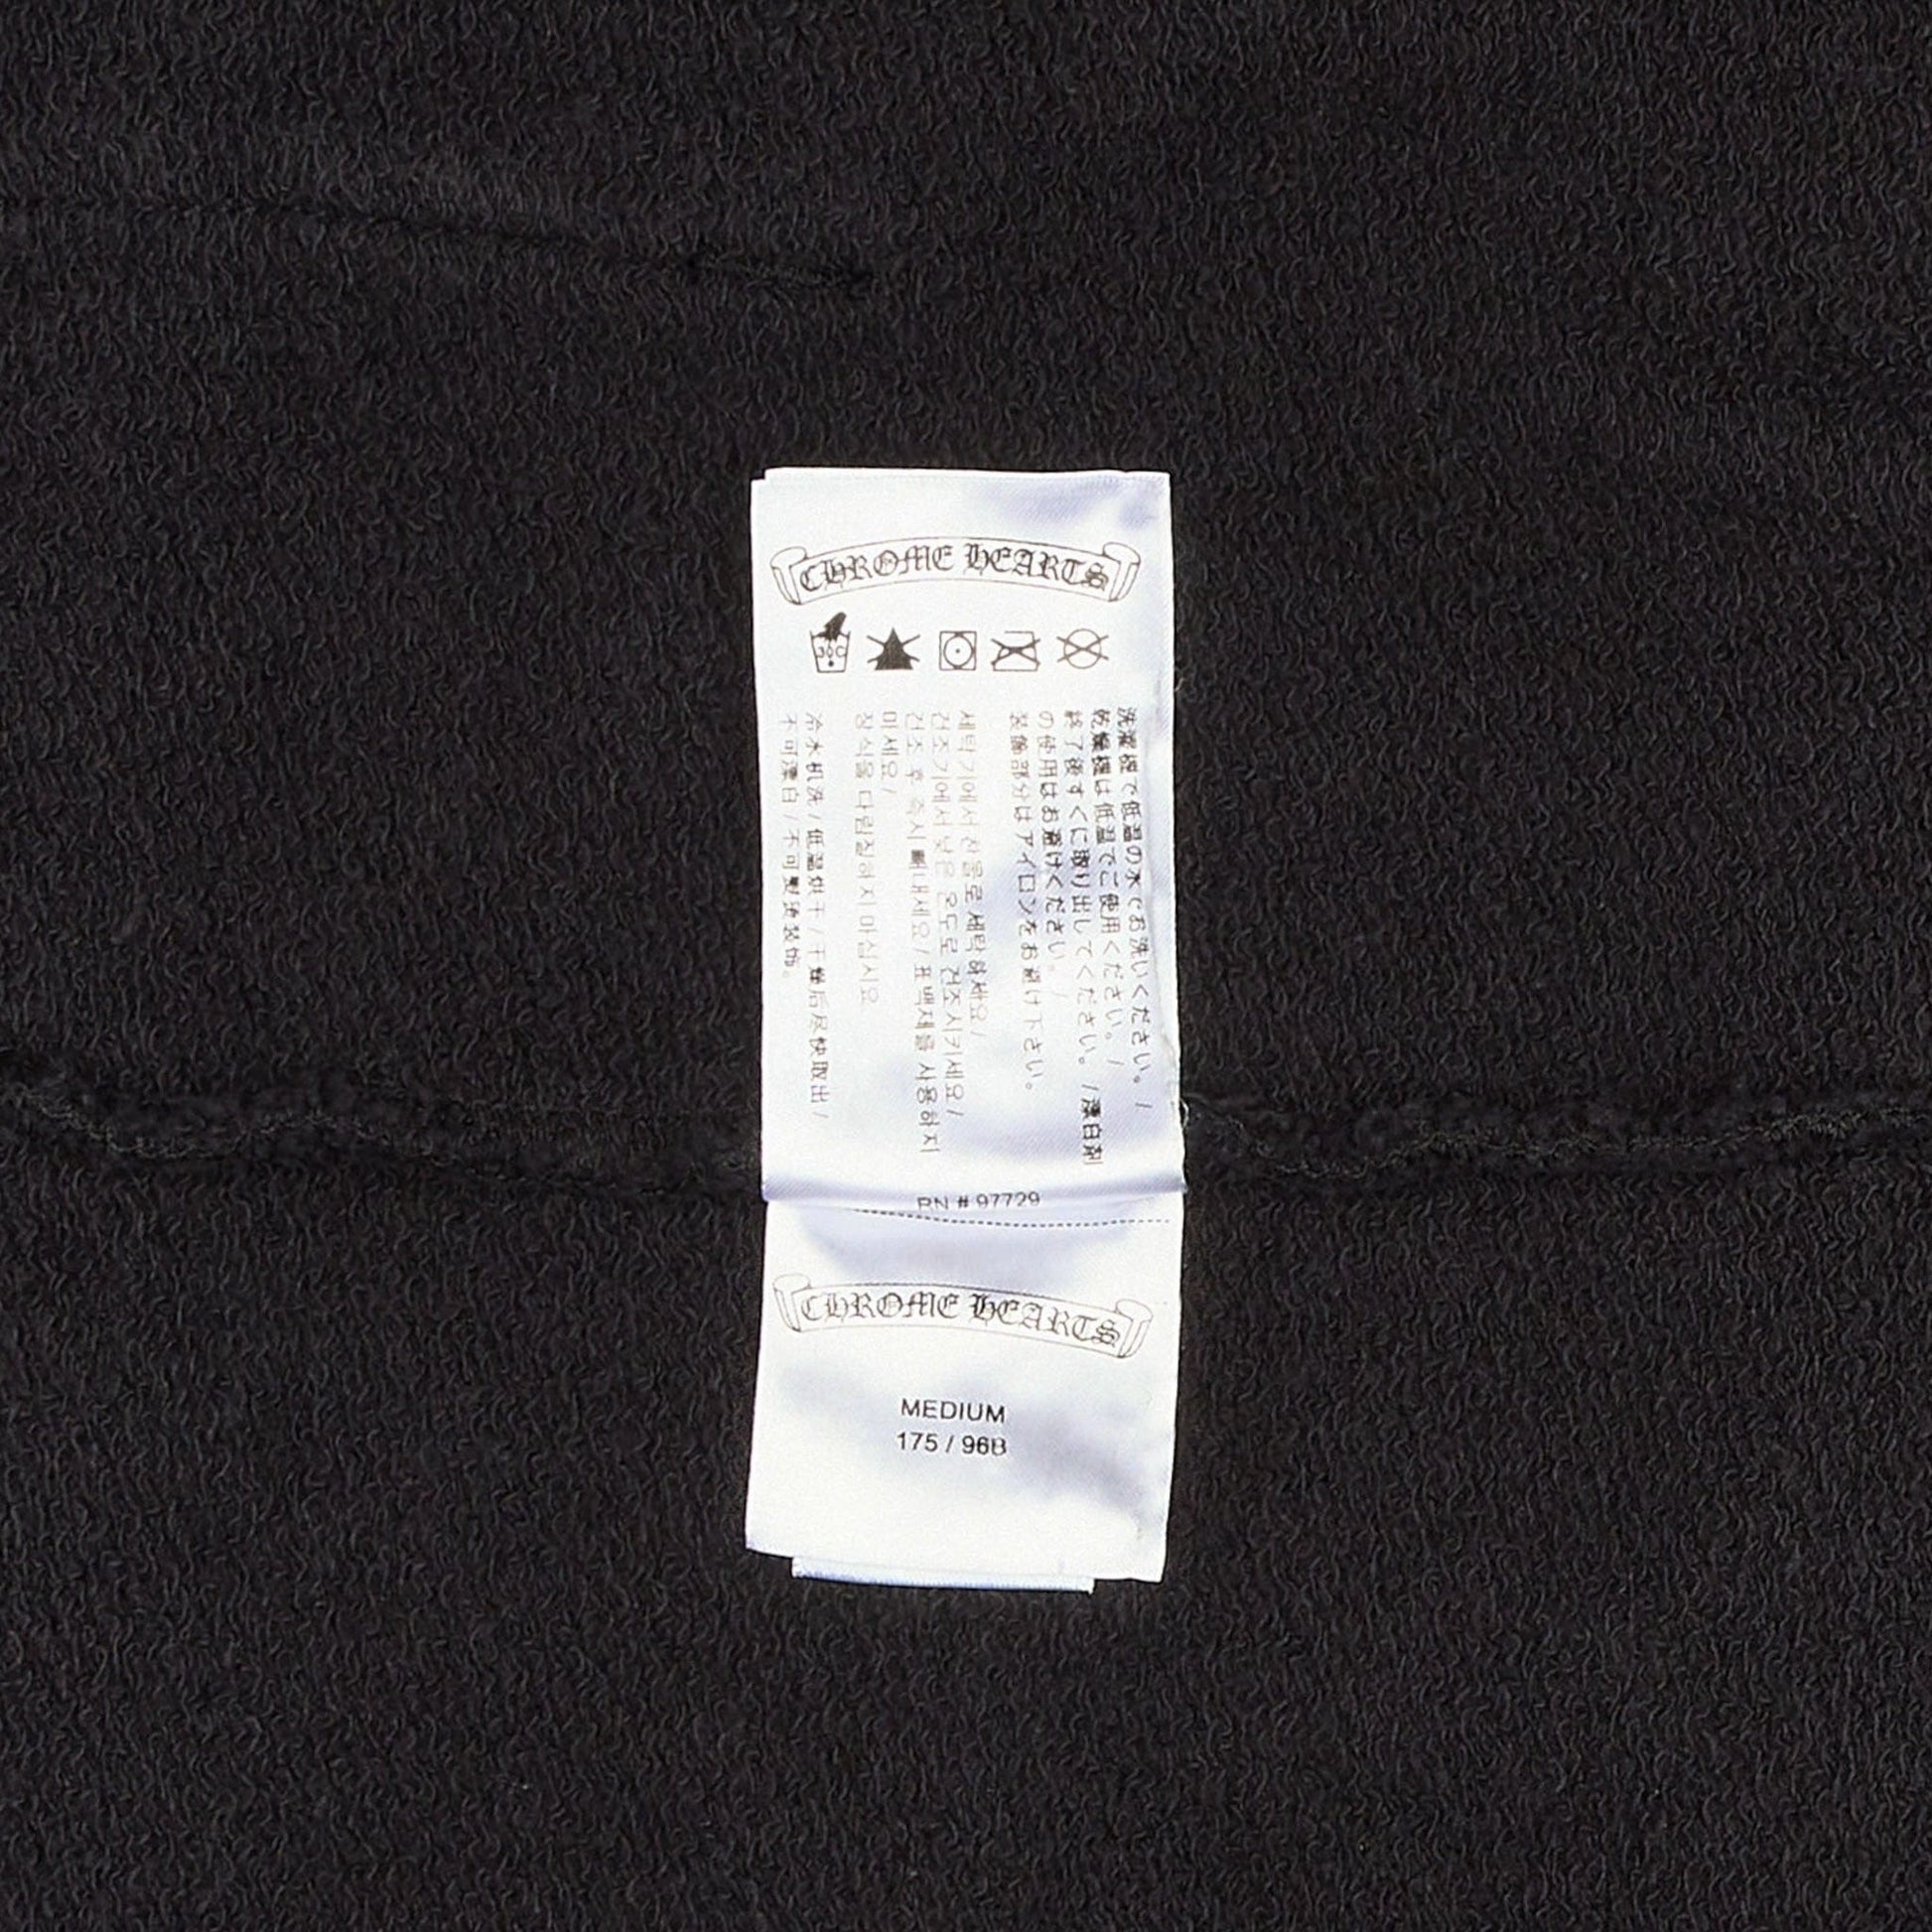 CHROME HEARTS
30C
洗濯機で低温の水でお洗いください。/
乾燥機は低温でご使用ください。/
終了後すぐに取り出してください。/漂白剤
の使用はお避けください。/
装飾部分はアイロンをお避け下さい。
세탁기에서 찬물로 세탁하세요/
건조기에서 낮은 온도로 건조시키세요/
건조 후 즉시 빼내세요/ 표백제를 사용하지
마세요/
장식을 다림질하지 마십시오
冷水机洗/低温烘干/干燥后尽快取出/
不可漂白/不可熨烫装饰。
RN # 97729
CHROME HEARTS
MEDIUM
175 / 96B